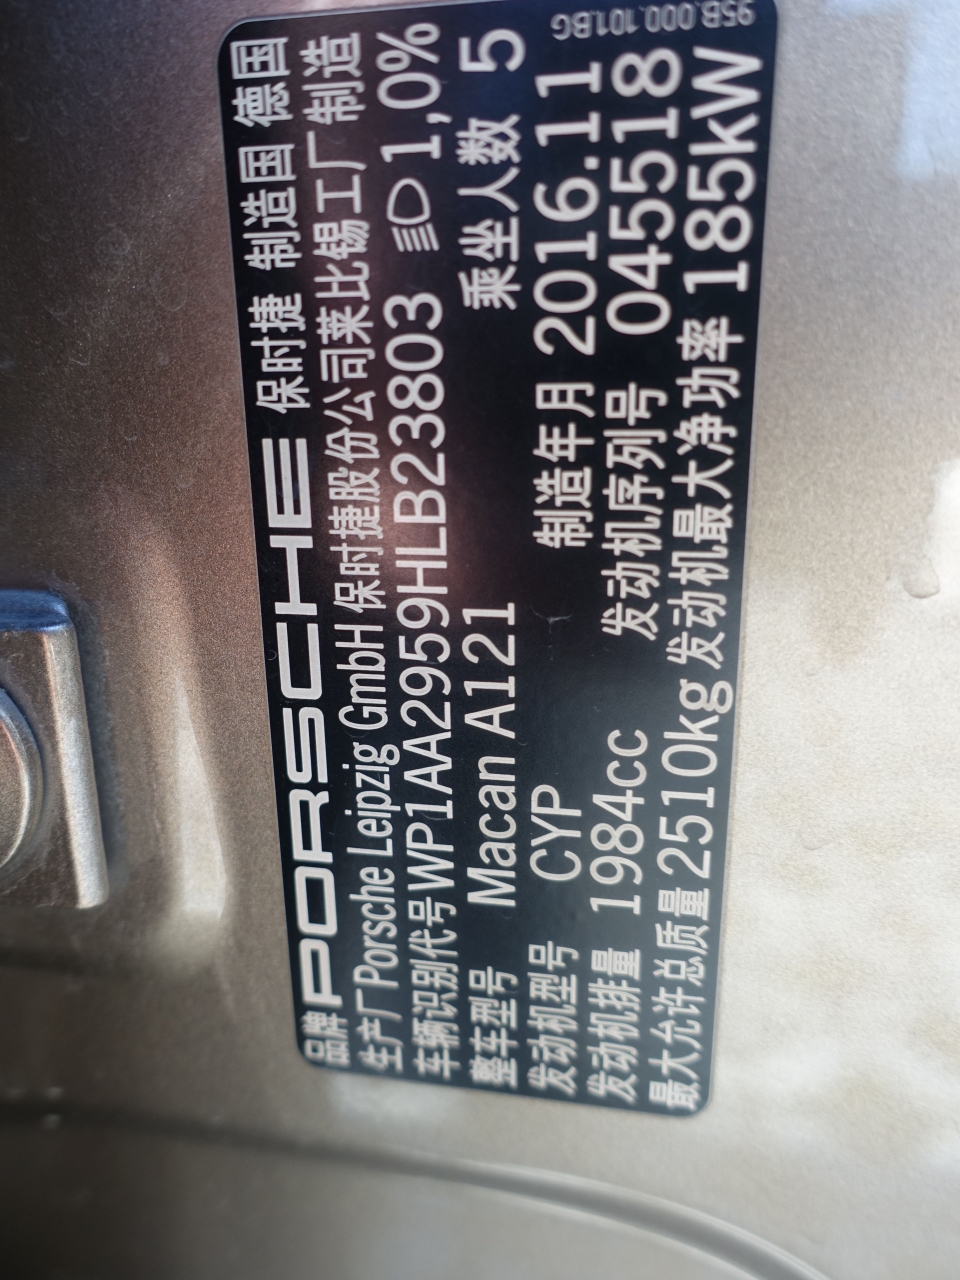 品牌 PORSCHE 保时捷 制造国 德国
生产厂 Porsche Leipzig GmbH 保时捷股份公司莱比锡工厂 制造
车辆识别代号 WP1AA2959HLB23803 1,0%
整车型号 Macan A121 乘坐人数 5
发动机型号 CYP 制造年月 2016.11
发动机排量 1984cc 发动机序列号 045518
最大允许总质量 2510kg 发动机最大净功率 185kW
95B.000.101.BG